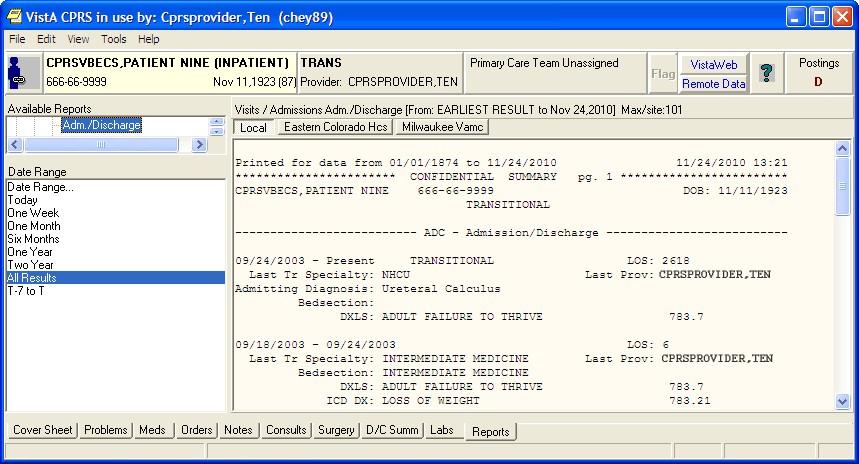 VistA CPRS in use by: Cprsprovider,Ten (chey89)
File Edit View Tools Help
CPRSVBECS,PATIENT NINE (INPATIENT) TRANS Primary Care Team Unassigned Flag VistaWeb Postings
666-66-9999 Nov 11,1923 (87) Provider: CPRSPROVIDER,TEN Remote Data D
Available Reports
Adm./Discharge
Date Range
Date Range...
Today
One Week
One Month
Six Months
One Year
Two Year
All Results
T-7 to T
Visits / Admissions Adm./Discharge [From: EARLIEST RESULT to Nov 24,2010] Max/site:101
Local Eastern Colorado Hcs Milwaukee Vamc
Printed for data from 01/01/1874 to 11/24/2010 11/24/2010 13:21
********************** CONFIDENTIAL SUMMARY pg. 1 ***********************
CPRSVBECS,PATIENT NINE 666-66-9999 DOB: 11/11/1923
TRANSITIONAL
------------------------- ADC - Admission/Discharge -------------------------
09/24/2003 - Present TRANSITIONAL LOS: 2618
Last Tr Specialty: NHCU Last Prov: CPRSPROVIDER,TEN
Admitting Diagnosis: Ureteral Calculus
Bedsection:
DXLS: ADULT FAILURE TO THRIVE 783.7
09/18/2003 - 09/24/2003 LOS: 6
Last Tr Specialty: INTERMEDIATE MEDICINE Last Prov: CPRSPROVIDER,TEN
Bedsection: INTERMEDIATE MEDICINE
DXLS: ADULT FAILURE TO THRIVE 783.7
ICD DX: LOSS OF WEIGHT 783.21
Cover Sheet Problems Meds Orders Notes Consults Surgery D/C Summ Labs Reports